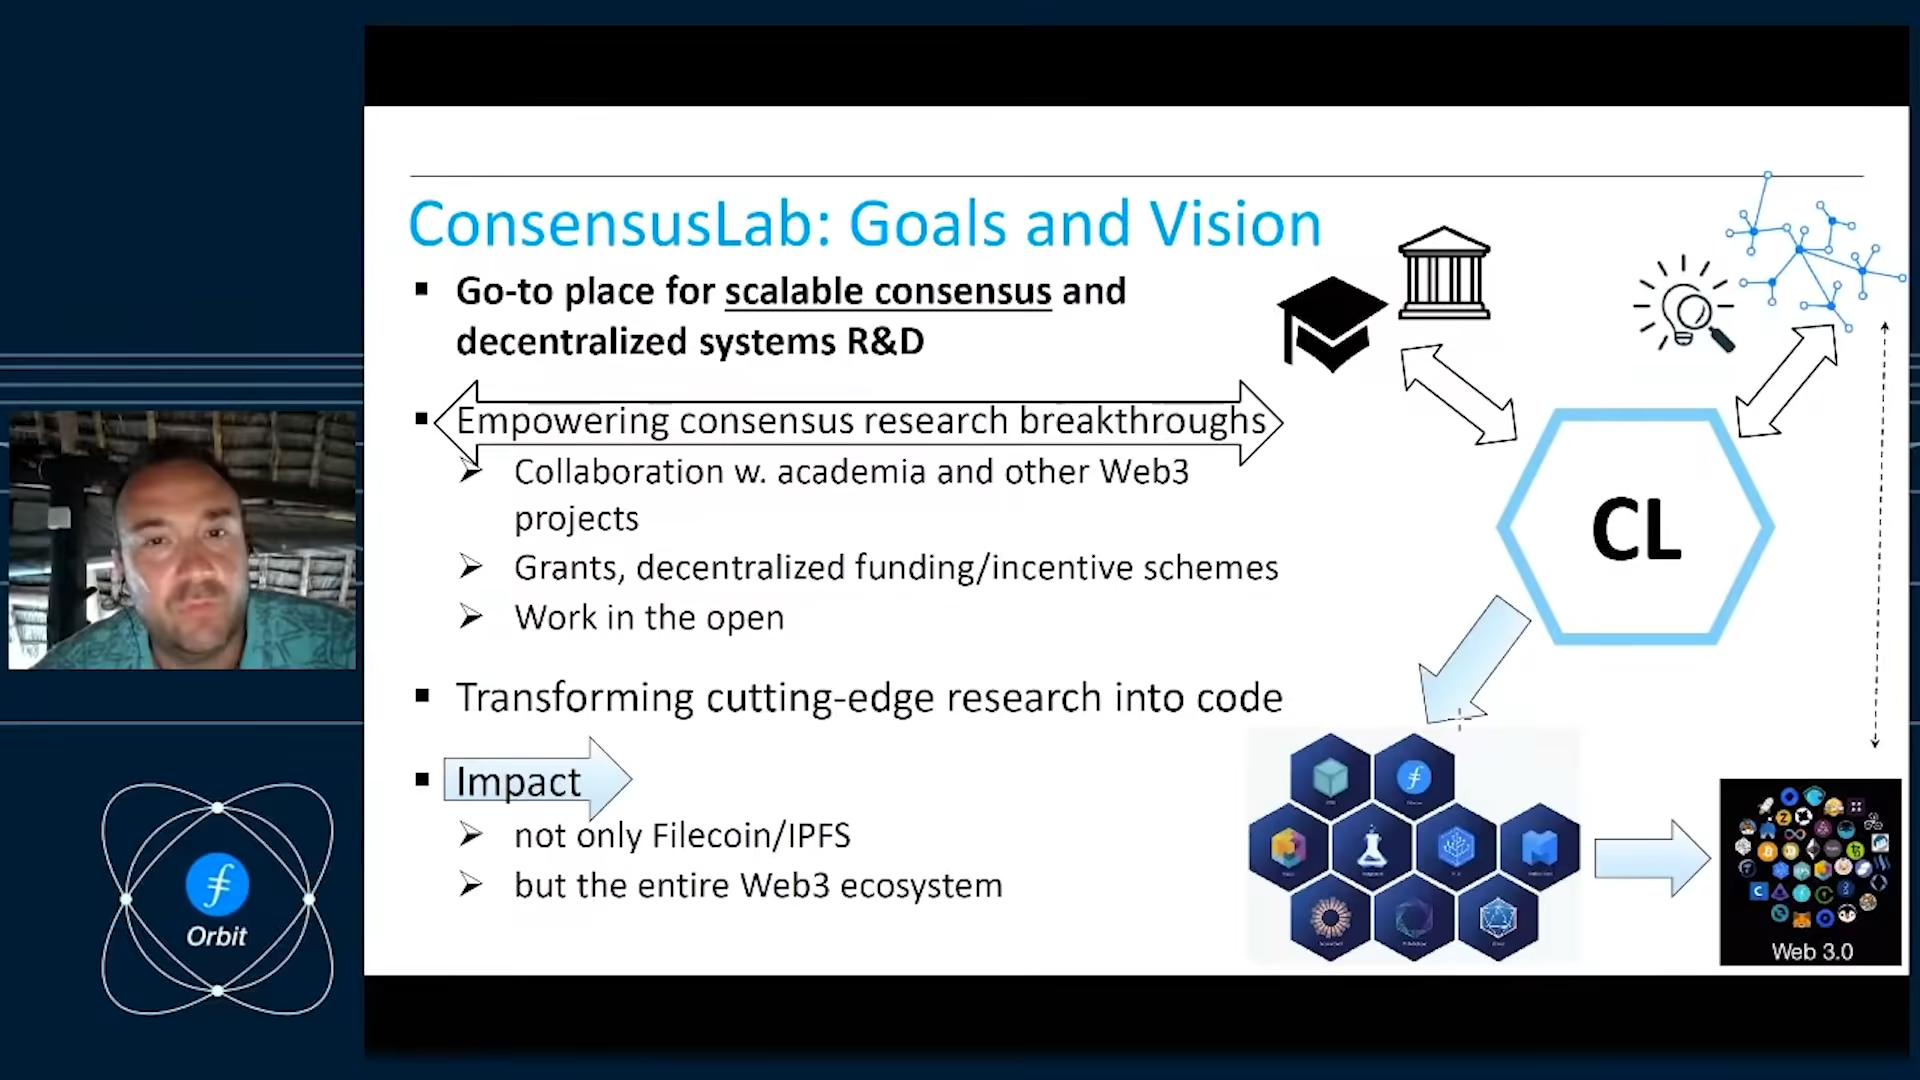 ConsensusLab: Goals and Vision
Go-to place for scalable consensus and
decentralized systems R&D
Empowering consensus research breakthroughs
Collaboration w. academia and other Web3
projects
Grants, decentralized funding/incentive schemes
Work in the open
Transforming cutting-edge research into code
Impact
not only Filecoin/IPFS
but the entire Web3 ecosystem
CL
Web 3.0
Orbit